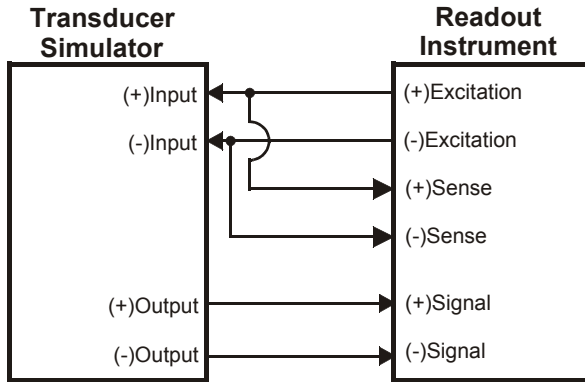 Transducer
Simulator
Readout
Instrument
(+)Input
(+)Excitation
(-)Input
(-)Excitation
(+)Sense
(-)Sense
(+)Output
(+)Signal
(-)Output
(-)Signal